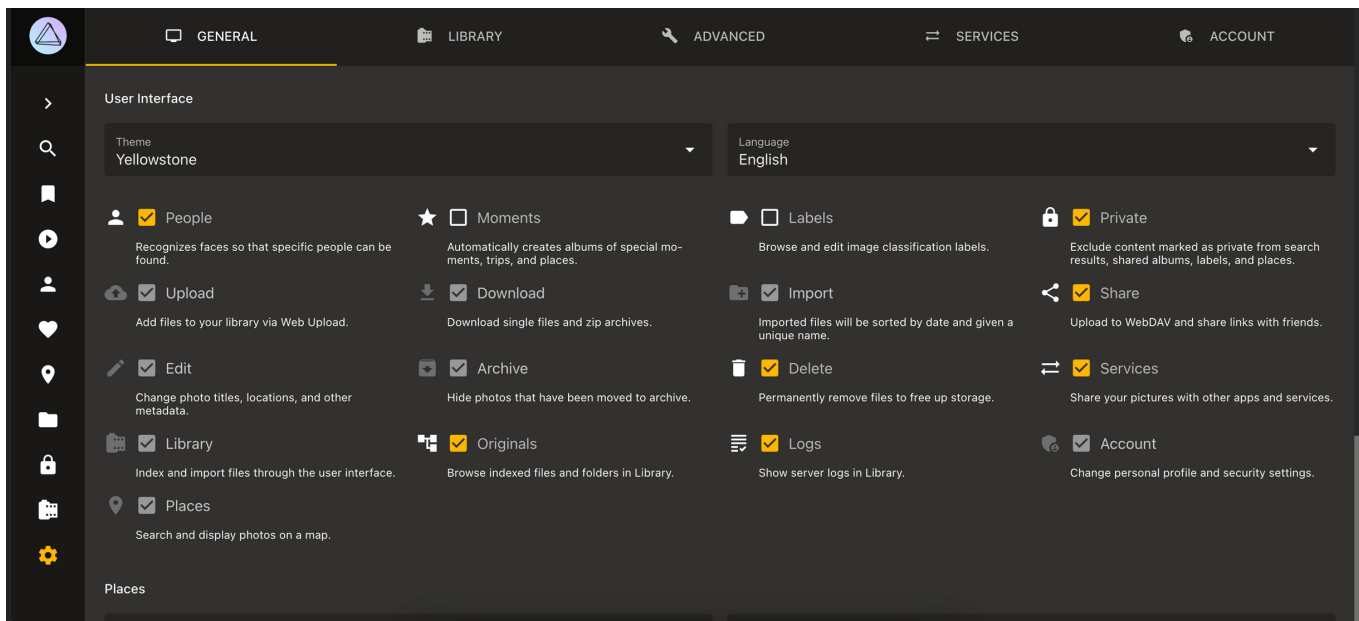 GENERAL
LIBRARY
ADVANCED
SERVICES
ACCOUNT
User Interface
Theme
Yellowstone
Language
English
People
Recognizes faces so that specific people can be
found.
Moments
Automatically creates albums of special mo-
ments, trips, and places.
Labels
Browse and edit image classification labels.
Private
Exclude content marked as private from search
results, shared albums, labels, and places.
Upload
Add files to your library via Web Upload.
Download
Download single files and zip archives.
Import
Imported files will be sorted by date and given a
unique name.
Share
Upload to WebDAV and share links with friends.
Edit
Change photo titles, locations, and other
metadata.
Archive
Hide photos that have been moved to archive.
Delete
Permanently remove files to free up storage.
Services
Share your pictures with other apps and services.
Library
Index and import files through the user interface.
Originals
Browse indexed files and folders in Library.
Logs
Show server logs in Library.
Account
Change personal profile and security settings.
Places
Search and display photos on a map.
Places